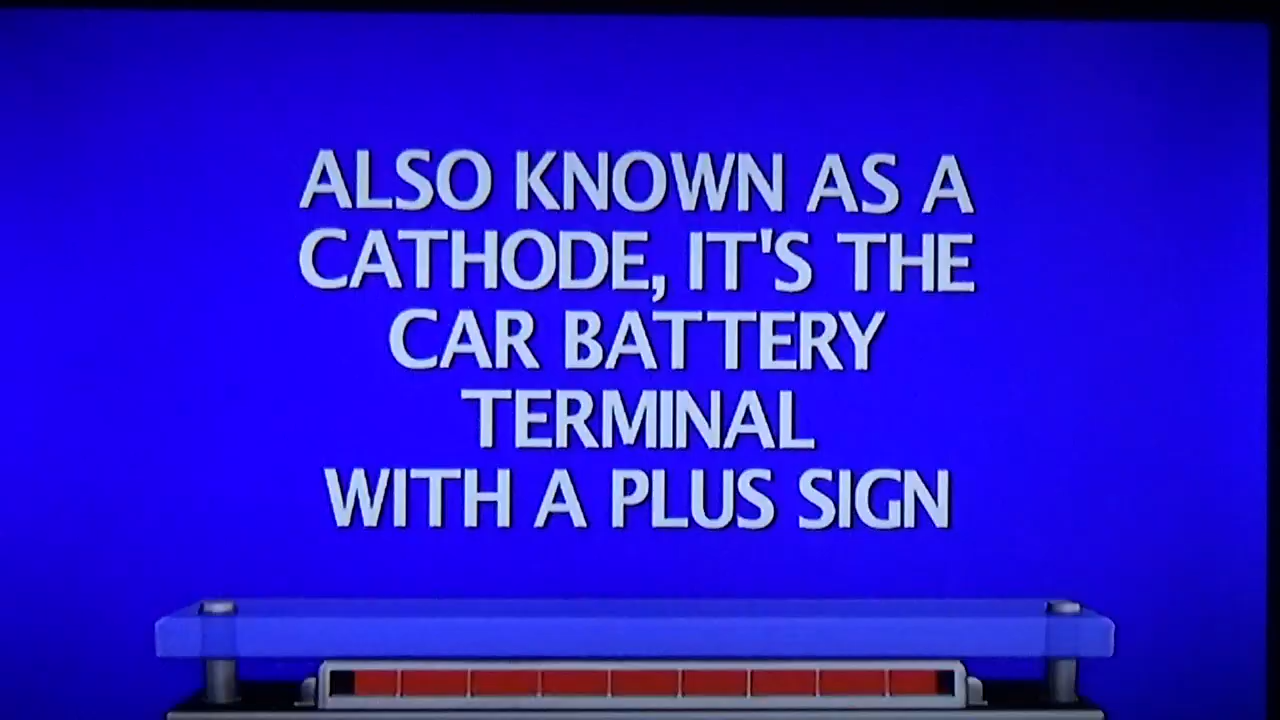 ALSO KNOWN AS A
CATHODE, IT'S THE
CAR BATTERY
TERMINAL
WITH A PLUS SIGN